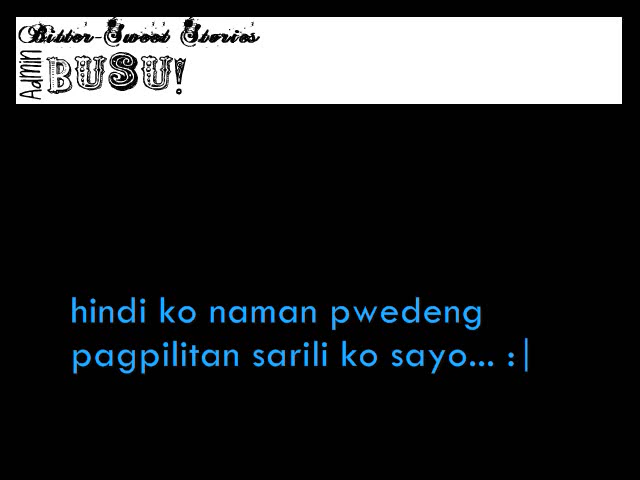 Bitter-Sweet Stories
Admin BUSU!
hindi ko naman pwedeng
pagpilitan sarili ko sayo... :|